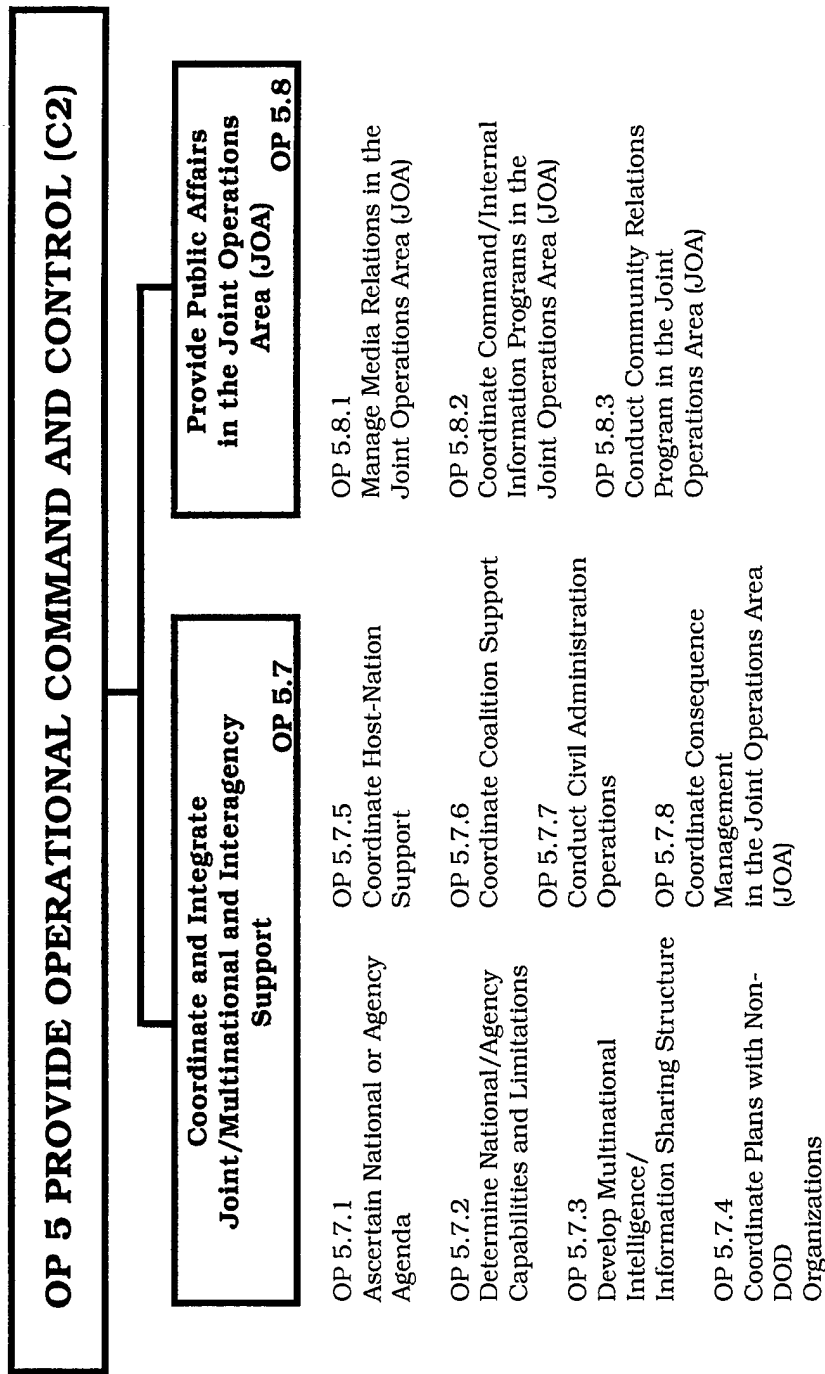 OP 5 PROVIDE OPERATIONAL COMMAND AND CONTROL (C2)
Coordinate and Integrate
Joint/Multinational and Interagency
Support
OP 5.7
OP 5.7.1
Ascertain National or Agency
Agenda
OP 5.7.2
Determine National/Agency
Capabilities and Limitations
OP 5.7.3
Develop Multinational
Intelligence/
Information Sharing Structure
OP 5.7.4
Coordinate Plans with Non-
DOD
Organizations
OP 5.7.5
Coordinate Host-Nation
Support
OP 5.7.6
Coordinate Coalition Support
OP 5.7.7
Conduct Civil Administration
Operations
OP 5.7.8
Coordinate Consequence
Management
in the Joint Operations Area
(JOA)
Provide Public Affairs
in the Joint Operations
Area (JOA)
OP 5.8
OP 5.8.1
Manage Media Relations in the
Joint Operations Area (JOA)
OP 5.8.2
Coordinate Command/Internal
Information Programs in the
Joint Operations Area (JOA)
OP 5.8.3
Conduct Community Relations
Program in the Joint
Operations Area (JOA)